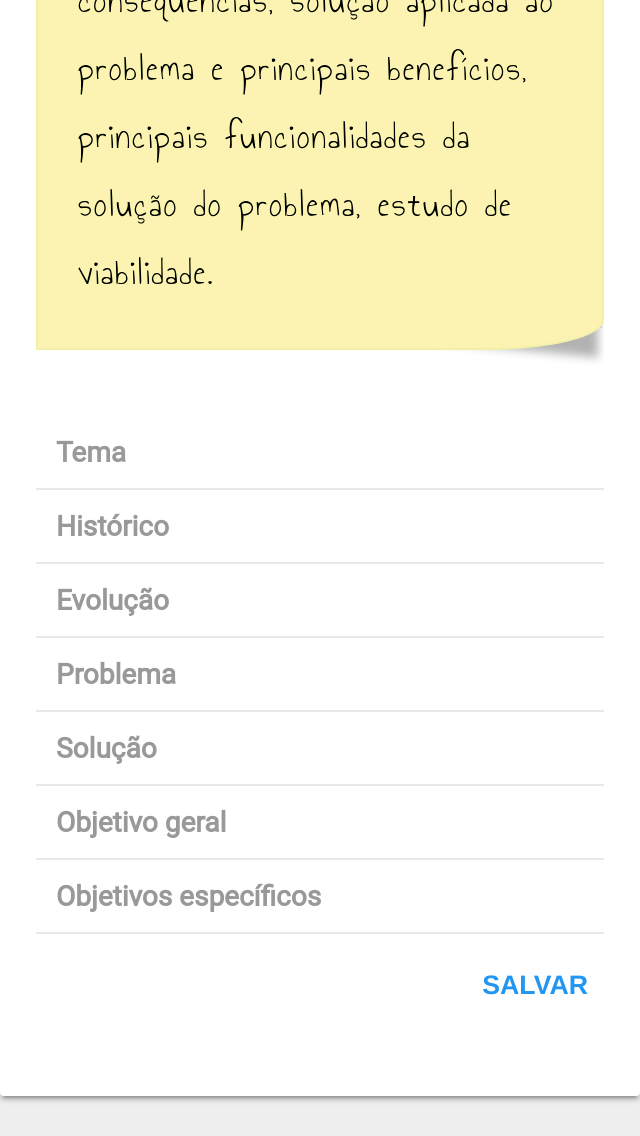 consequências, solução aplicada ao
problema e principais benefícios,
principais funcionalidades da
solução do problema, estudo de
viabilidade.
Tema
Histórico
Evolução
Problema
Solução
Objetivo geral
Objetivos específicos
SALVAR